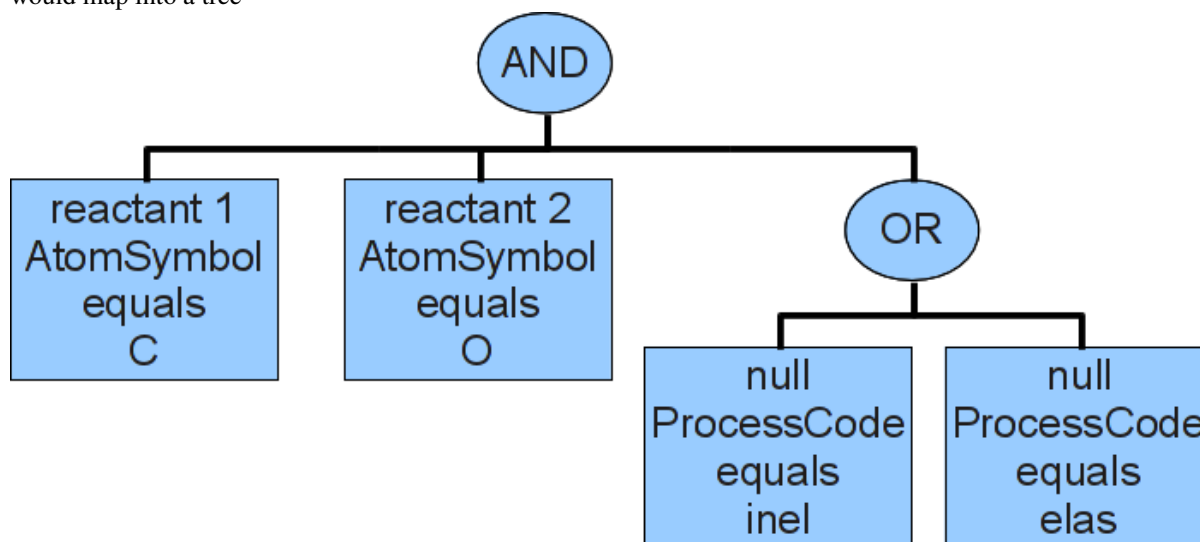 would map into a tree
AND
reactant 1
AtomSymbol
equals
C
reactant 2
AtomSymbol
equals
O
OR
null
ProcessCode
equals
inel
null
ProcessCode
equals
elas